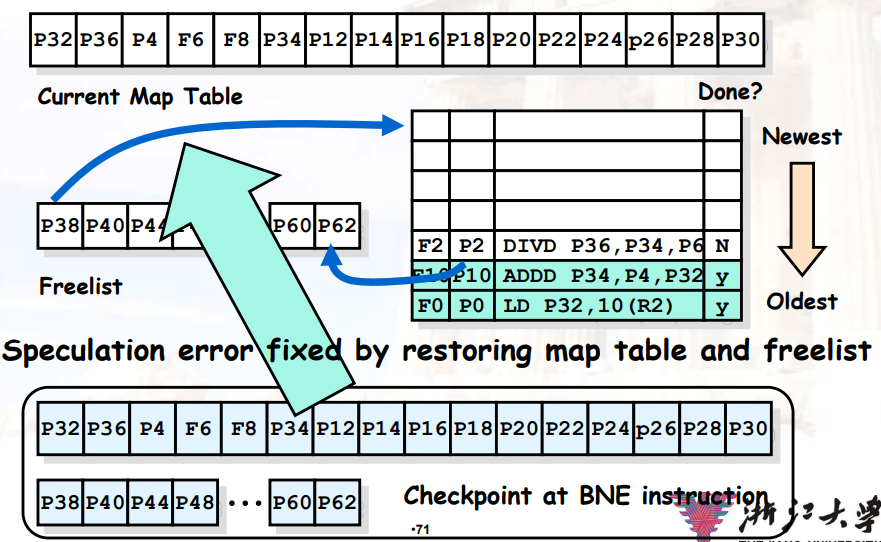 P32 P36 P4 F6 F8 P34 P12 P14 P16 P18 P20 P22 P24 p26 P28 P30
Current Map Table
Done?
Newest
P38 P40 P44 P60 P62
F2 P2 DIVD P36,P34,P6 N
F10 P10 ADDD P34,P4,P32 y
F0 P0 LD P32,10(R2) y
Freelist
Oldest
Speculation error fixed by restoring map table and freelist
P32 P36 P4 F6 F8 P34 P12 P14 P16 P18 P20 P22 P24 p26 P28 P30
P38 P40 P44 P48 ••• P60 P62
Checkpoint at BNE instruction
•71
浙江大学